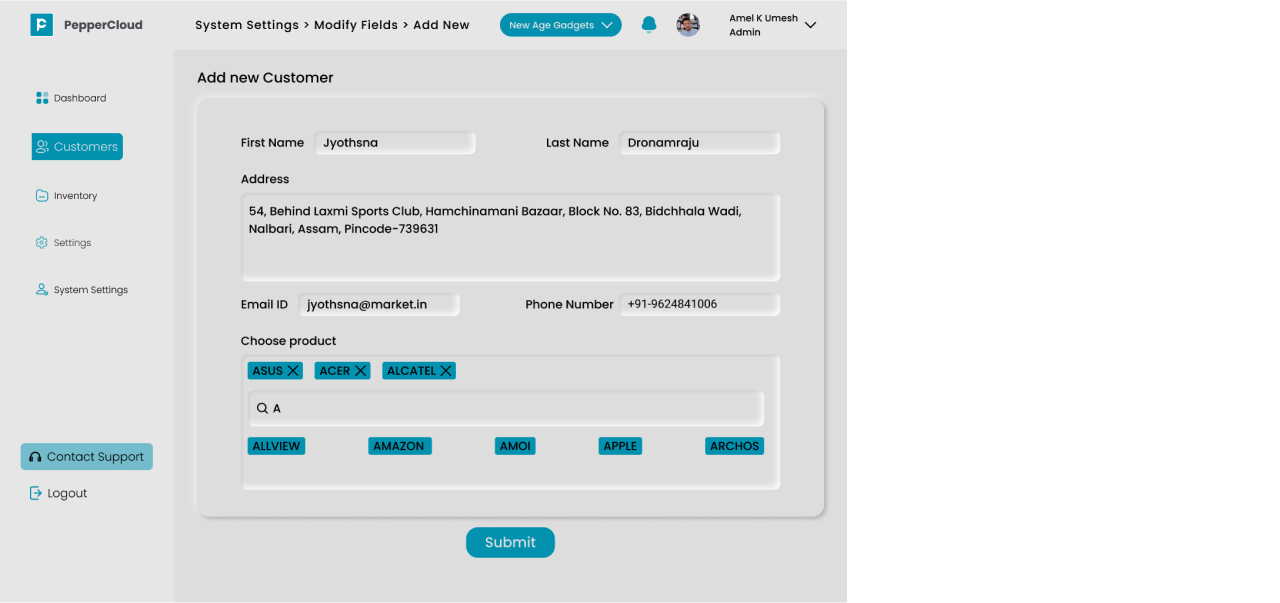 PepperCloud
System Settings > Modify Fields > Add New
New Age Gadgets
Amel K Umesh
Admin
Dashboard
Customers
Inventory
Settings
System Settings
Contact Support
Logout
Add new Customer
First Name Jyothsna
Last Name Dronamraju
Address
54, Behind Laxmi Sports Club, Hamchinamani Bazaar, Block No. 83, Bidchhala Wadi,
Nalbari, Assam, Pincode-739631
Email ID jyothsna@market.in
Phone Number +91-9624841006
Choose product
ASUS ACER ALCATEL
A
ALLVIEW AMAZON AMOI APPLE ARCHOS
Submit